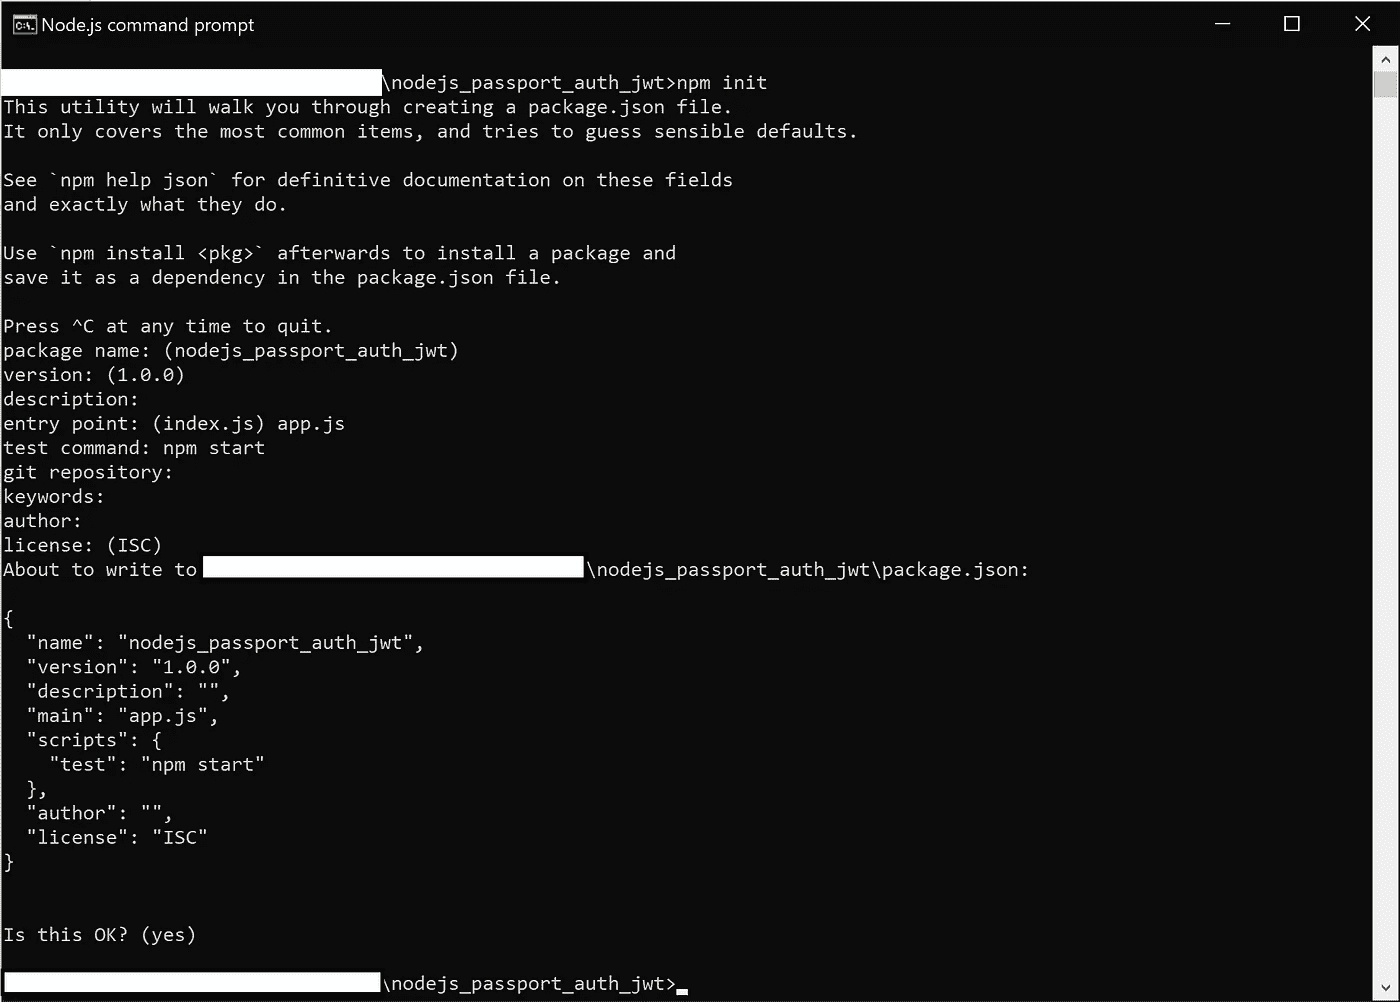 Node.js command prompt
\nodejs_passport_auth_jwt>npm init
This utility will walk you through creating a package.json file.
It only covers the most common items, and tries to guess sensible defaults.
See `npm help json` for definitive documentation on these fields
and exactly what they do.
Use `npm install <pkg>` afterwards to install a package and
save it as a dependency in the package.json file.
Press ^C at any time to quit.
package name: (nodejs_passport_auth_jwt)
version: (1.0.0)
description:
entry point: (index.js) app.js
test command: npm start
git repository:
keywords:
author:
license: (ISC)
About to write to \nodejs_passport_auth_jwt\package.json:
{
  "name": "nodejs_passport_auth_jwt",
  "version": "1.0.0",
  "description": "",
  "main": "app.js",
  "scripts": {
    "test": "npm start"
  },
  "author": "",
  "license": "ISC"
}
Is this OK? (yes)
\nodejs_passport_auth_jwt>